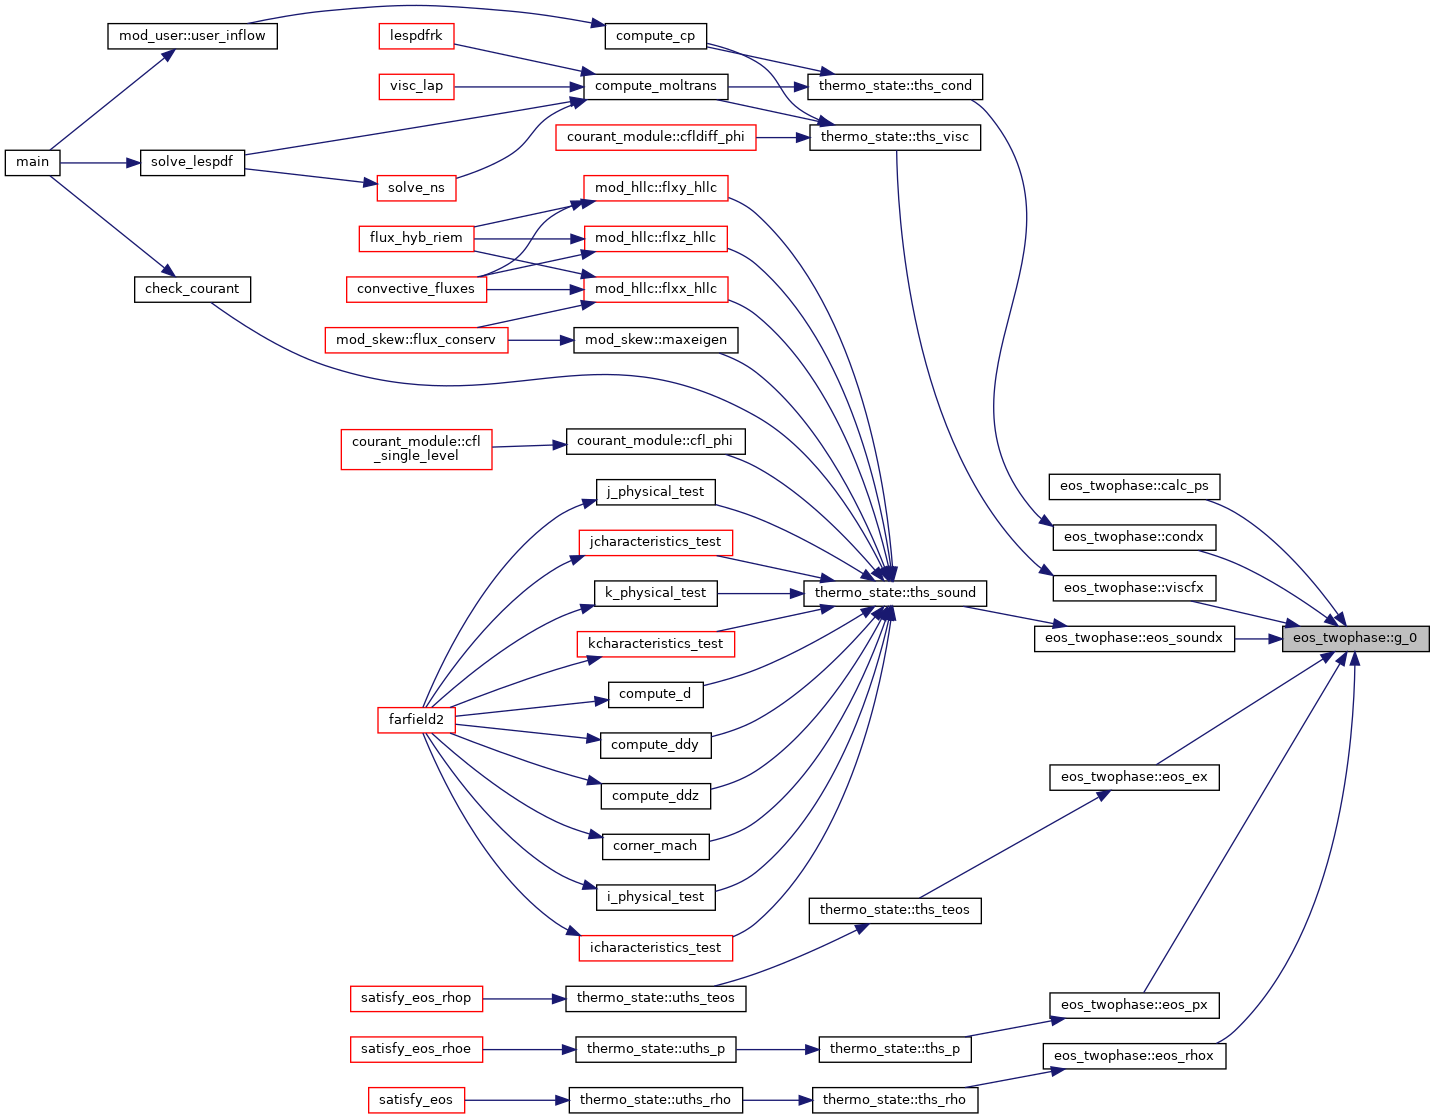 mod_user::user_inflow
lespdfrk
compute_cp
visc_lap
compute_moltrans
thermo_state::ths_cond
courant_module::cfldiff_phi
thermo_state::ths_visc
main
solve_lespdf
solve_ns
mod_hllc::flxy_hllc
flux_hyb_riem
mod_hllc::flxz_hllc
check_courant
convective_fluxes
mod_hllc::flxx_hllc
mod_skew::flux_conserv
mod_skew::maxeigen
courant_module::cfl
_single_level
courant_module::cfl_phi
j_physical_test
eos_twophase::calc_ps
jcharacteristics_test
eos_twophase::condx
k_physical_test
thermo_state::ths_sound
eos_twophase::viscfx
kcharacteristics_test
eos_twophase::eos_soundx
eos_twophase::g_0
compute_d
farfield2
compute_ddy
eos_twophase::eos_ex
compute_ddz
corner_mach
i_physical_test
thermo_state::ths_teos
icharacteristics_test
satisfy_eos_rhop
thermo_state::uths_teos
eos_twophase::eos_px
satisfy_eos_rhoe
thermo_state::uths_p
thermo_state::ths_p
eos_twophase::eos_rhox
satisfy_eos
thermo_state::uths_rho
thermo_state::ths_rho